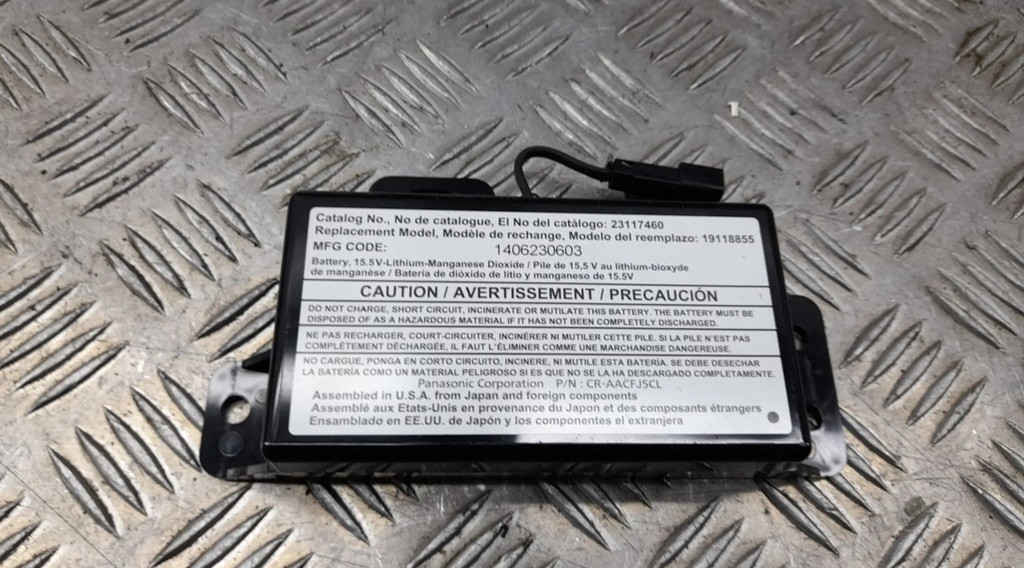 Catalog No., No de catalogue, El No del catálogo: 23117460
Replacement Model, Modèle de rechange, Modelo del reemplazo: 19118855
MFG CODE: 1406230603
Battery, 15.5V-Lithium-Manganese Dioxide / Pile de 15,5 V au lithium-bioxyde
de manganèse / Bateria de dióxido de litio y manganeso de 15.5V
CAUTION / AVERTISSEMENT / PRECAUCIÓN
DO NOT CHARGE, SHORT CIRCUIT, INCINERATE OR MUTILATE THIS BATTERY. THE BATTERY MUST BE
DISPOSED OF AS A HAZARDOUS MATERIAL IF IT HAS NOT BEEN COMPLETELY DISCHARGED.
NE PAS RECHARGER, COURT-CIRCUITER, INCINÉRER NI MUTILER CETTE PILE. SI LA PILE N'EST PAS
COMPLÉTEMENT DÉCHARGÉE, IL FAUT L'ÉLIMINER COMME UNE MARCHANDISE DANGEREUSE.
NO CARGUE, PONGA EN CORTO CIRCUITO, INCINERE, NI MUTILE ESTA BATERÍA. SE DEBE DESECHAR
LA BATERÍA COMO UN MATERIAL PELIGROSO SI ES QUE NO SE LA HA DESCARGADO COMPLETAMENTE.
Panasonic Corporation P/N : CR-AACFJ5CL
Assembled in U.S.A. from Japan and foreign components
Assemblé aux Etats-Unis en provenance du Japon et des composants étrangers
Ensamblado en EE.UU. de Japón y los componentes el extranjera